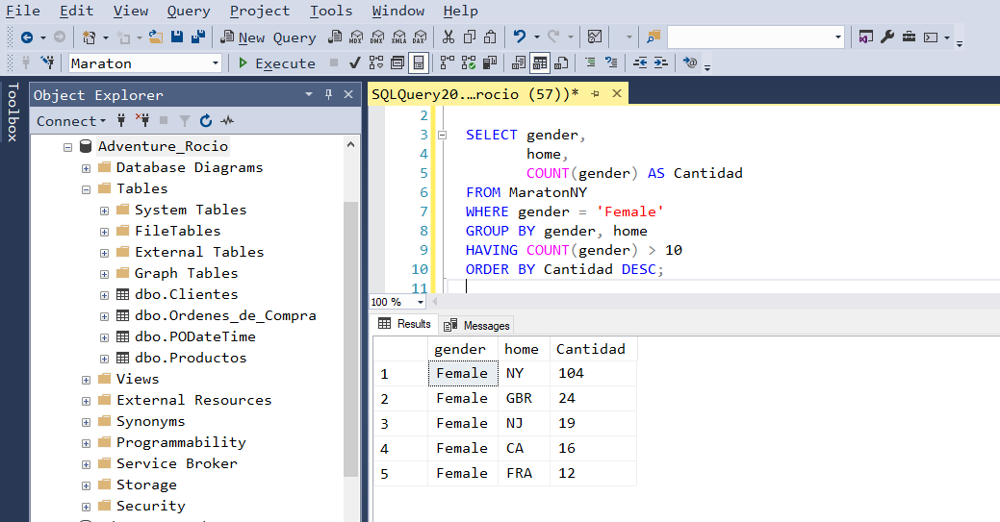 File Edit View Query Project Tools Window Help
New Query MDX DMX XMLA DAX
Maraton Execute
Toolbox
Object Explorer
Connect
Adventure_Rocio
Database Diagrams
Tables
System Tables
FileTables
External Tables
Graph Tables
dbo.Clientes
dbo.Ordenes_de_Compra
dbo.PODateTime
dbo.Productos
Views
External Resources
Synonyms
Programmability
Service Broker
Storage
Security
SQLQuery20...rocio (57))*
2
3 SELECT gender,
4 home,
5 COUNT(gender) AS Cantidad
6 FROM MaratonNY
7 WHERE gender = 'Female'
8 GROUP BY gender, home
9 HAVING COUNT(gender) > 10
10 ORDER BY Cantidad DESC;
11
100 %
Results Messages
gender home Cantidad
1 Female NY 104
2 Female GBR 24
3 Female NJ 19
4 Female CA 16
5 Female FRA 12